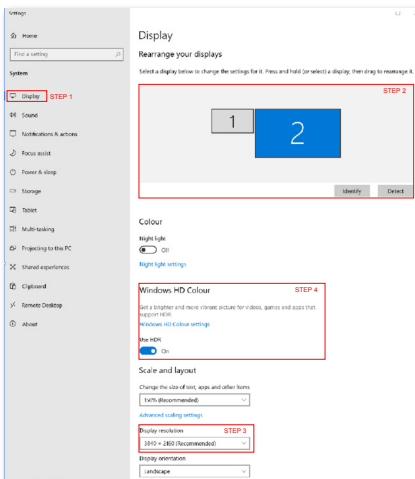 Settings
Home
Find a setting
System
Display STEP 1
Sound
Notifications & actions
Focus assist
Power & sleep
Storage
Tablet
Multi-tasking
Projecting to this PC
Shared experiences
Clipboard
Remote Desktop
About
Display
Rearrange your displays
Select a display below to change the settings for it. Press and hold (or select) a display, then drag to rearrange it.
STEP 2
1
2
Identify Detect
Colour
Night light
Off
Night light settings
Windows HD Colour STEP 4
Get a brighter and more vibrant picture for videos, games and apps that
support HDR.
Windows HD Colour settings
Use HDR
On
Scale and layout
Change the size of text, apps and other items
150% (Recommended)
Advanced scaling settings
Display resolution STEP 3
3840 × 2160 (Recommended)
Display orientation
Landscape